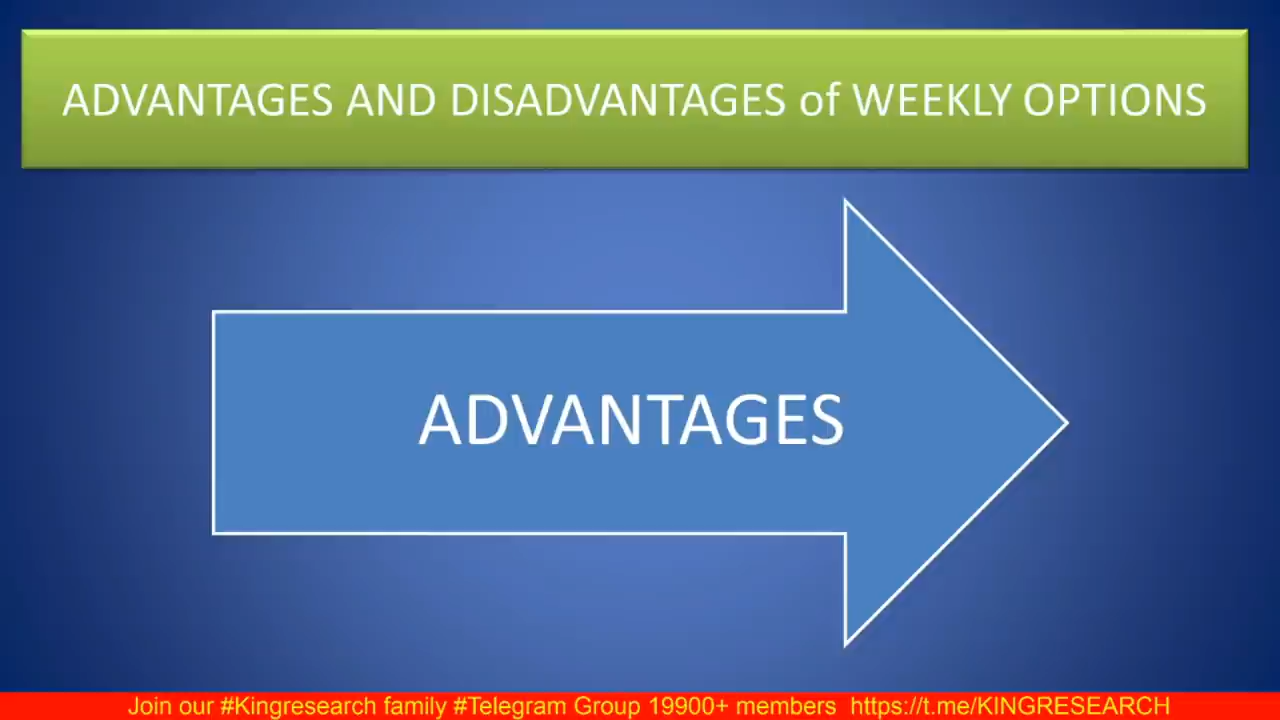 ADVANTAGES AND DISADVANTAGES of WEEKLY OPTIONS
ADVANTAGES
Join our #Kingresearch family #Telegram Group 19900+ members https://t.me/KINGRESEARCH